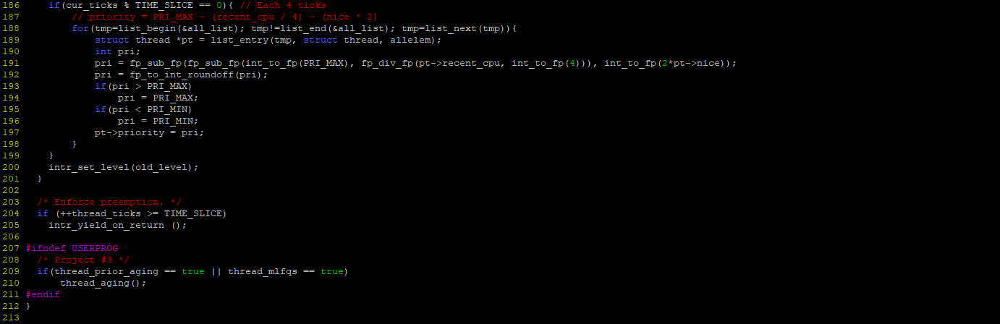 186     if(cur_ticks % TIME_SLICE == 0){ // Each 4 ticks
187         // priority = PRI_MAX - (recent_cpu / 4) - (nice * 2)
188         for(tmp=list_begin(&all_list); tmp!=list_end(&all_list); tmp=list_next(tmp)){
189             struct thread *pt = list_entry(tmp, struct thread, allelem);
190             int pri;
191             pri = fp_sub_fp(fp_sub_fp(int_to_fp(PRI_MAX), fp_div_fp(pt->recent_cpu, int_to_fp(4))), int_to_fp(2*pt->nice));
192             pri = fp_to_int_roundoff(pri);
193             if(pri > PRI_MAX)
194                 pri = PRI_MAX;
195             if(pri < PRI_MIN)
196                 pri = PRI_MIN;
197             pt->priority = pri;
198         }
199     }
200     intr_set_level(old_level);
201   }
202
203   /* Enforce preemption. */
204   if (++thread_ticks >= TIME_SLICE)
205     intr_yield_on_return ();
206
207 #ifndef USERPROG
208   /* Project #3 */
209   if(thread_prior_aging == true || thread_mlfqs == true)
210       thread_aging();
211 #endif
212 }
213